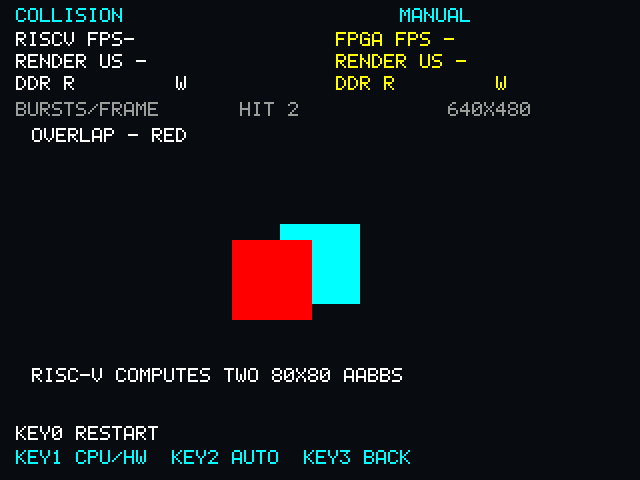 COLLISION MANUAL
RISCV FPS- FPGA FPS -
RENDER US - RENDER US -
DDR R W DDR R W
BURSTS/FRAME HIT 2 640X480
OVERLAP - RED
RISC-V COMPUTES TWO 80X80 AABBS
KEY0 RESTART
KEY1 CPU/HW KEY2 AUTO KEY3 BACK